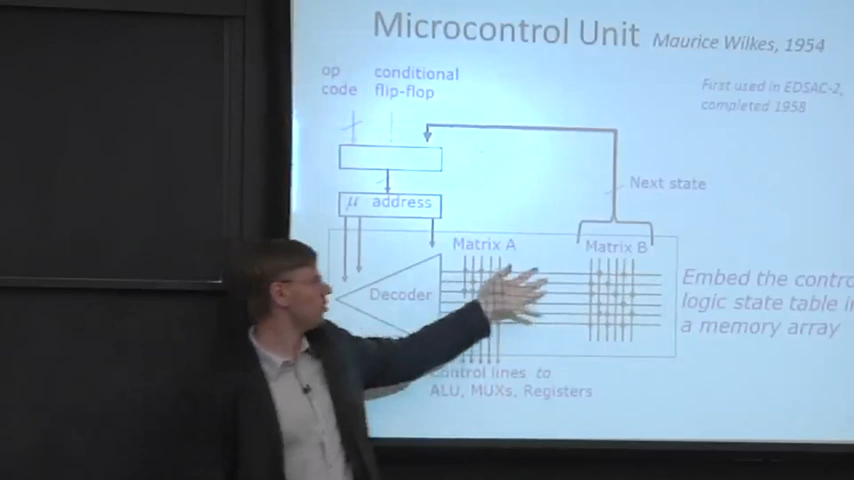 Microcontrol Unit Maurice Wilkes, 1954
op conditional
code flip-flop
First used in EDSAC-2,
completed 1958
Next state
μ address
Matrix A Matrix B
Decoder
Embed the contro
logic state table i
a memory array
Control lines to
ALU, MUXs, Registers